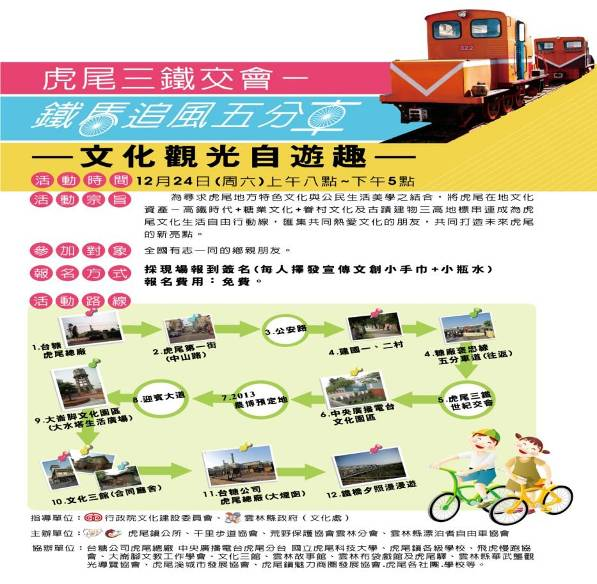 522
虎尾三鐵交會－
鐵馬追風五分車
—文化觀光自遊趣—
活動時間 12月24日(周六)上午八點~下午5點
活動宗旨 為尋求虎尾地方特色文化與公民生活美學之結合，將虎尾在地文化
資產－高鐵時代+糖業文化+眷村文化及古蹟建物三高地標串連成為虎
尾文化生活自由行動線，匯集共同熱愛文化的朋友，共同打造未來虎尾
的新亮點。
參加對象 全國有志一同的鄉親朋友。
報名方式 採現場報到簽名(每人擇發宣傳文創小手巾+小瓶水)
報名費用：免費。
活動路線
1.台糖
虎尾總廠
2.虎尾第一街
(中山路)
3.公安路
4.建國一、二村
4.糖廠褒忠線
五分車道(往返)
5.虎尾三鐵
世紀交會
6.中央廣播電台
文化園區
7.2013
農博預定地
8.迎賓大道
9.大崙腳文化園區
(大水塔生活廣場)
10.文化三館(合同廳舍)
11.台糖公司
虎尾總廠(大煙囪)
12.鐵橋夕照漫漫遊
指導單位：行政院文化建設委員會、雲林縣政府（文化處）
主辦單位：虎尾鎮公所、千里步道協會、荒野保護協會雲林分會、雲林縣漂泊者自由車協會
協辦單位：台糖公司虎尾總廠 中央廣播電台虎尾分台 國立虎尾科技大學、虎尾鎮各級學校、飛虎慢跑協
會、大崙腳文教工作學會、文化三館、雲林故事館、雲林布袋戲館及虎尾驛、雲林縣華武壟觀
光導覽協會、虎尾溪城市發展協會、虎尾鎮魅力商圈發展協會.虎尾各社團.學校等。